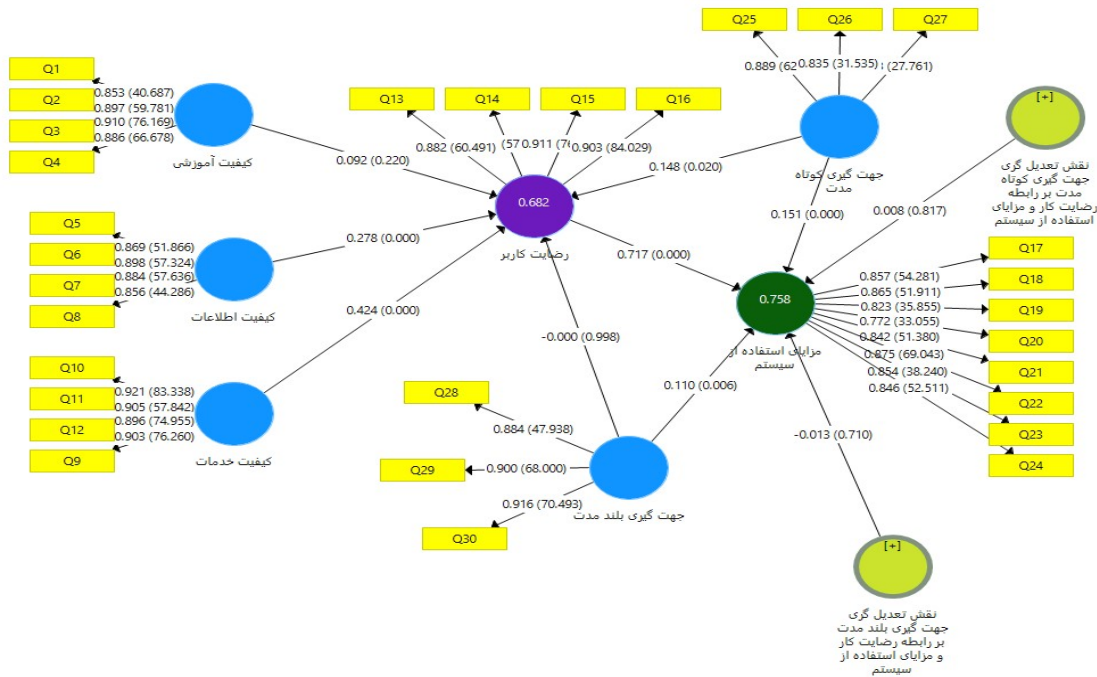 Q1
Q2
Q3
Q4
0.853 (40.687)
0.897 (59.781)
0.910 (76.169)
0.886 (66.678)
کیفیت آموزشی
Q5
Q6
Q7
Q8
0.869 (51.866)
0.898 (57.324)
0.884 (57.636)
0.856 (44.286)
کیفیت اطلاعات
Q10
Q11
Q12
Q9
0.921 (83.338)
0.905 (57.842)
0.896 (74.955)
0.903 (76.260)
کیفیت خدمات
0.092 (0.220)
0.278 (0.000)
0.424 (0.000)
Q13
Q14
Q15
Q16
0.882 (60.491)
(57
0.911 (7
0.903 (84.029)
0.682
رضایت کاربر
Q25
Q26
Q27
0.889 (62
0.835 (31.535)
(27.761)
جهت گیری کوتاه
مدت
0.148 (0.020)
0.151 (0.000)
0.717 (0.000)
-0.000 (0.998)
0.110 (0.006)
0.008 (0.817)
-0.013 (0.710)
[+]
نقش تعدیل گری
جهت گیری کوتاه
مدت بر رابطه
رضایت کار و مزایای
استفاده از سیستم
0.758
مزایای استفاده از
سیستم
0.857 (54.281)
0.865 (51.911)
0.823 (35.855)
0.772 (33.055)
0.842 (51.380)
0.875 (69.043)
0.854 (38.240)
0.846 (52.511)
Q17
Q18
Q19
Q20
Q21
Q22
Q23
Q24
Q28
Q29
Q30
0.884 (47.938)
0.900 (68.000)
0.916 (70.493)
جهت گیری بلند مدت
[+]
نقش تعدیل گری
جهت گیری بلند مدت
بر رابطه رضایت کار
و مزایای استفاده از
سیستم